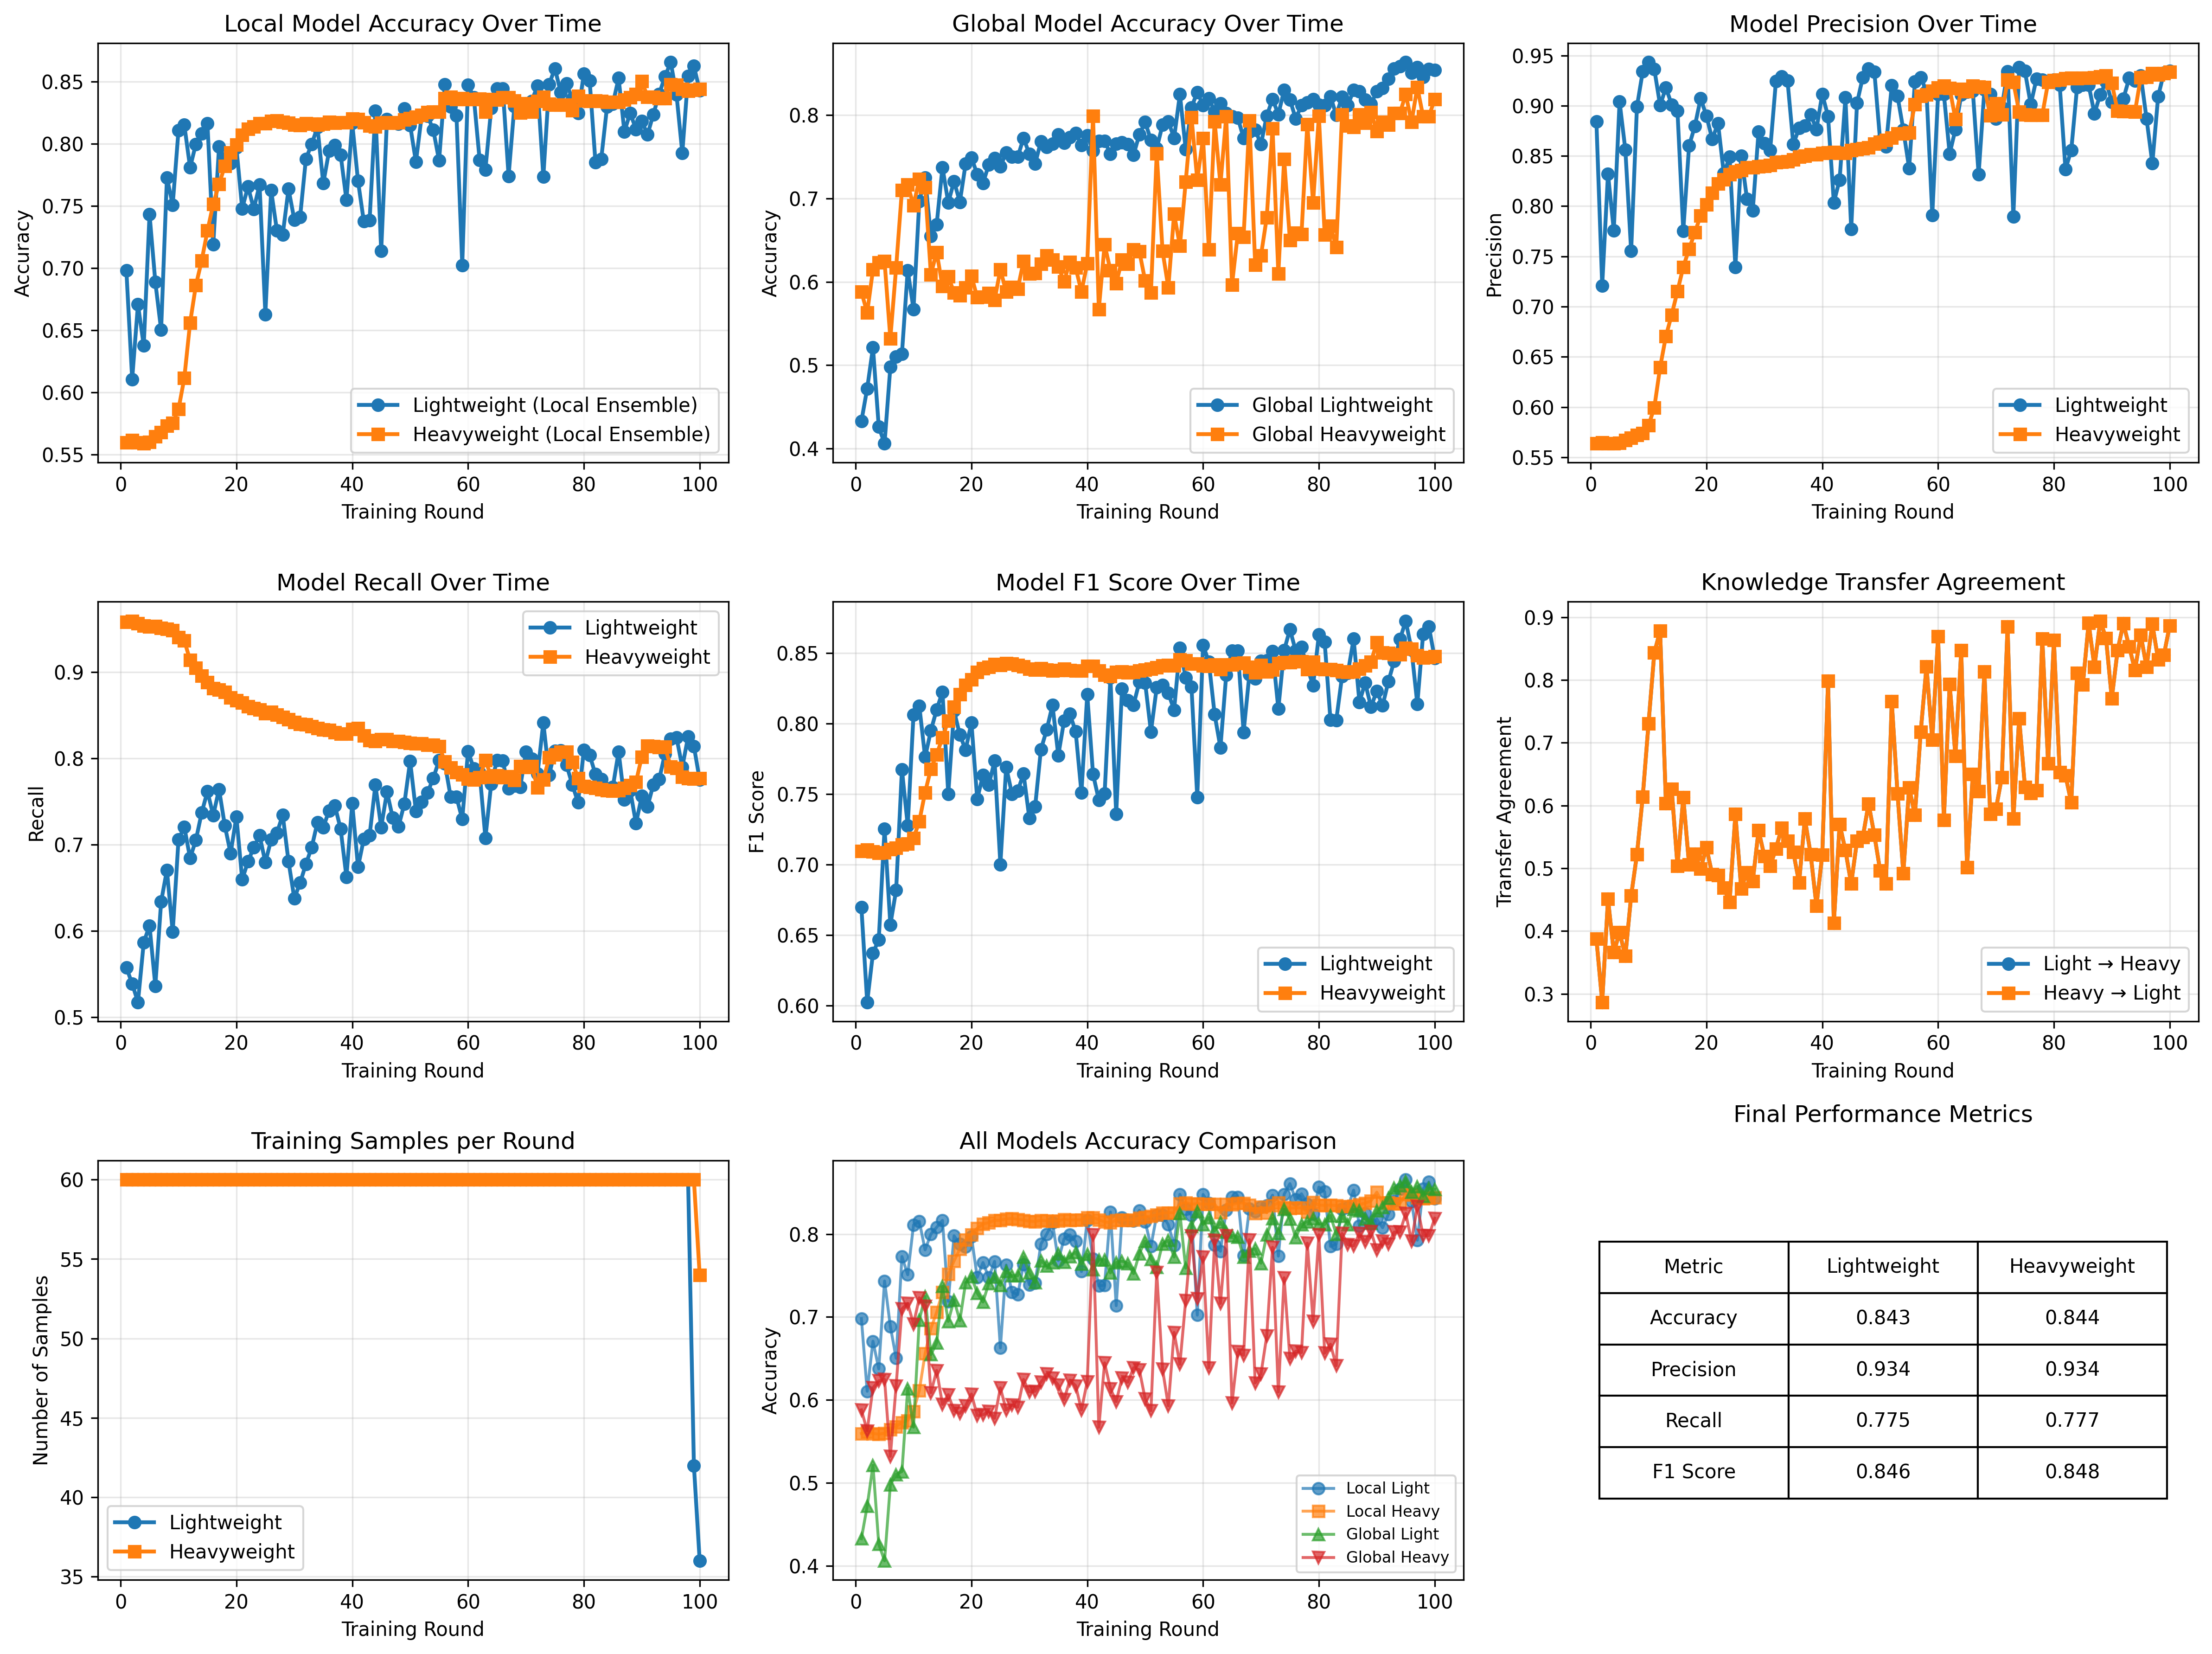 Local Model Accuracy Over Time
Accuracy
0.85
0.80
0.75
0.70
0.65
0.60
0.55
Lightweight (Local Ensemble)
Heavyweight (Local Ensemble)
0 20 40 60 80 100
Training Round
Global Model Accuracy Over Time
Accuracy
0.8
0.7
0.6
0.5
0.4
Global Lightweight
Global Heavyweight
0 20 40 60 80 100
Training Round
Model Precision Over Time
Precision
0.95
0.90
0.85
0.80
0.75
0.70
0.65
0.60
0.55
Lightweight
Heavyweight
0 20 40 60 80 100
Training Round
Model Recall Over Time
Recall
Lightweight
Heavyweight
0.9
0.8
0.7
0.6
0.5
0 20 40 60 80 100
Training Round
Model F1 Score Over Time
F1 Score
0.85
0.80
0.75
0.70
0.65
0.60
Lightweight
Heavyweight
0 20 40 60 80 100
Training Round
Knowledge Transfer Agreement
Transfer Agreement
0.9
0.8
0.7
0.6
0.5
0.4
0.3
Light → Heavy
Heavy → Light
0 20 40 60 80 100
Training Round
Training Samples per Round
Number of Samples
60
55
50
45
40
35
Lightweight
Heavyweight
0 20 40 60 80 100
Training Round
All Models Accuracy Comparison
Accuracy
0.8
0.7
0.6
0.5
0.4
Local Light
Local Heavy
Global Light
Global Heavy
0 20 40 60 80 100
Training Round
Final Performance Metrics
Metric Lightweight Heavyweight
Accuracy 0.843 0.844
Precision 0.934 0.934
Recall 0.775 0.777
F1 Score 0.846 0.848